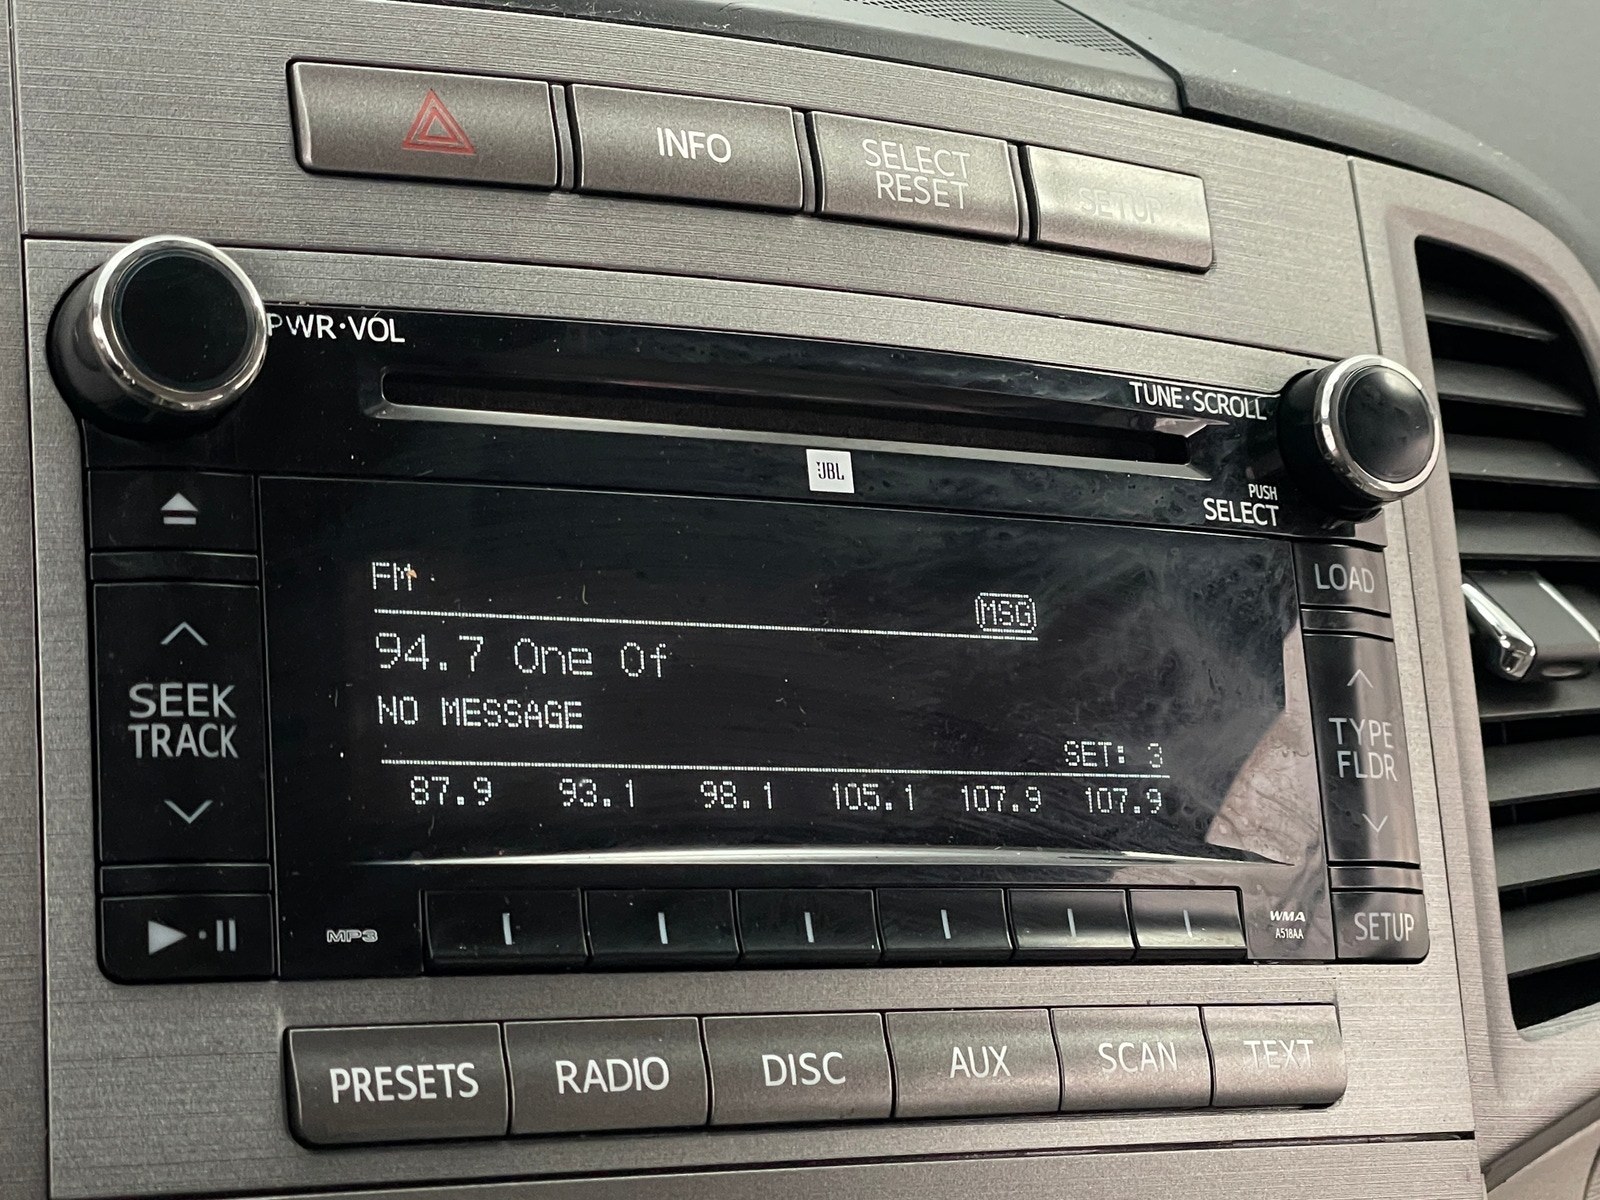 INFO
SELECT
RESET
SETUP
PWR·VOL
TUNE·SCROLL
JBL
PUSH
SELECT
LOAD
FM
MSG
94.7 One Of
NO MESSAGE
SET: 3
87.9 93.1 98.1 105.1 107.9 107.9
SEEK
TRACK
TYPE
FLDR
MP3
WMA
A518AA
SETUP
PRESETS
RADIO
DISC
AUX
SCAN
TEXT